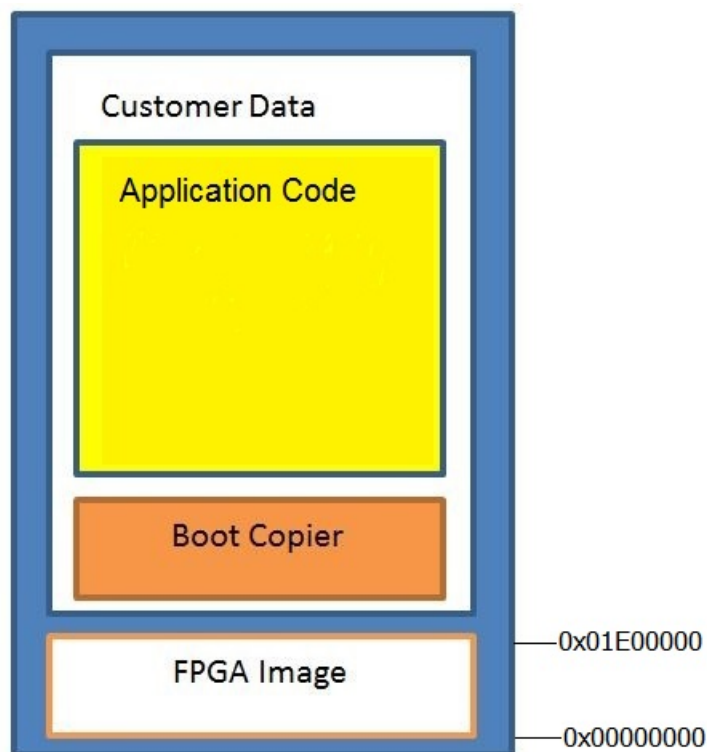 Customer Data
Application Code
Boot Copier
0x01E00000
FPGA Image
0x00000000